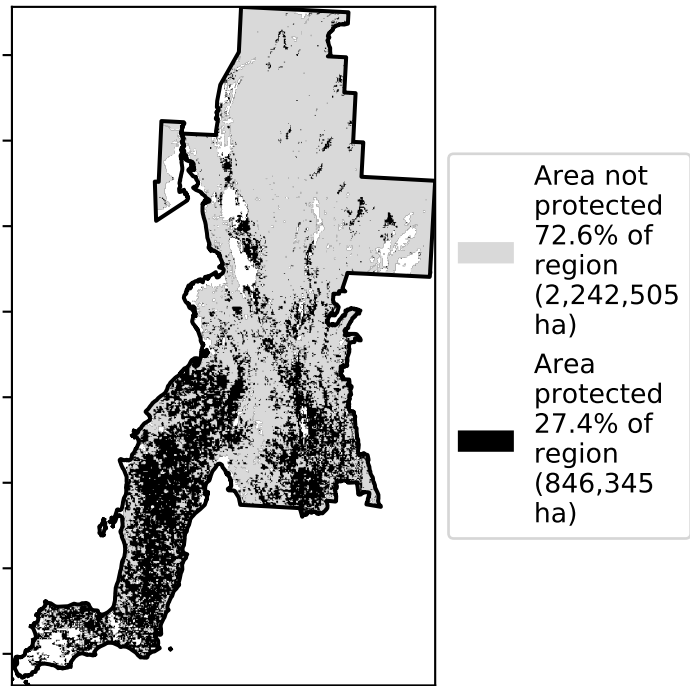 Area not
protected
72.6% of
region
(2,242,505
ha)
Area
protected
27.4% of
region
(846,345
ha)